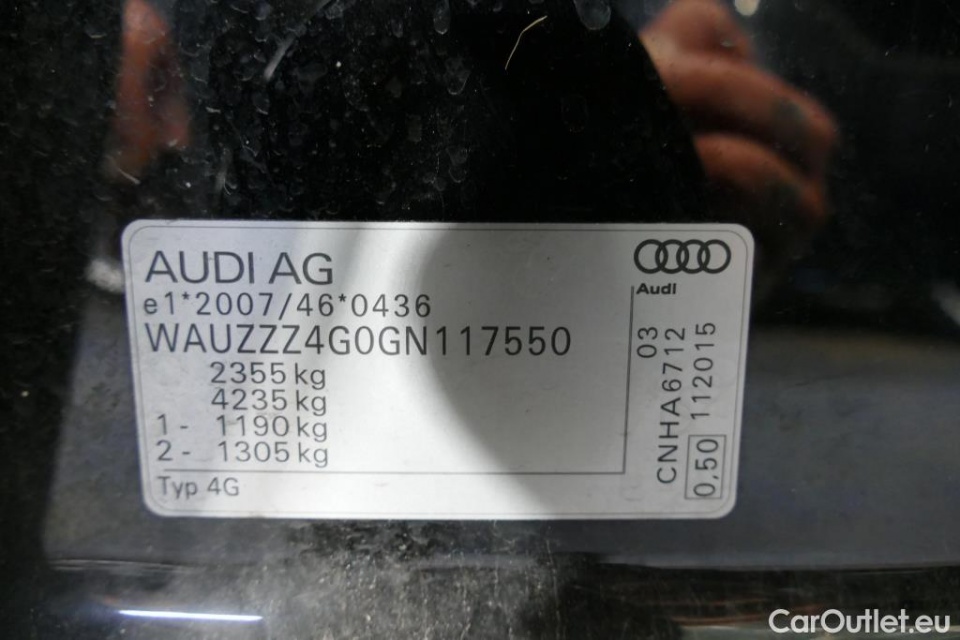 AUDI AG
e1*2007/46*0436
WAUZZZ4G0GN117550
2355 kg
4235 kg
1 - 1190 kg
2 - 1305 kg
Typ 4G
Audi
03
CNHA6712
0,50 112015
CarOutlet.eu